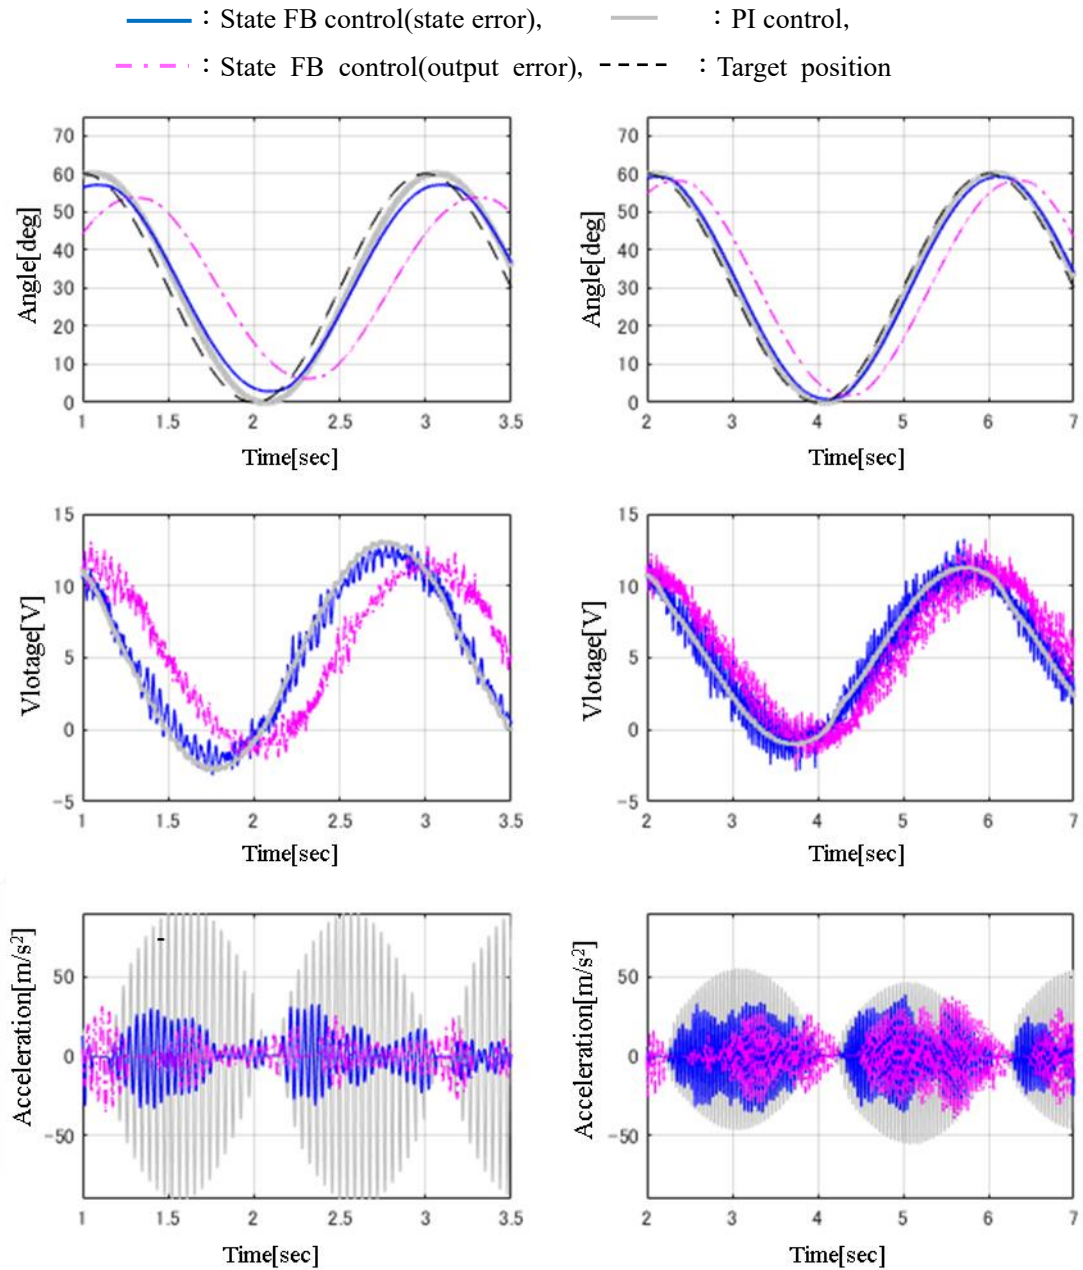 : State FB control(state error), : PI control,
: State FB control(output error), : Target position
70
60
50
40
30
20
10
0
Angle[deg]
1 1.5 2 2.5 3 3.5
Time[sec]
70
60
50
40
30
20
10
0
Angle[deg]
2 3 4 5 6 7
Time[sec]
15
10
5
0
-5
Vlotage[V]
1 1.5 2 2.5 3 3.5
Time[sec]
15
10
5
0
-5
Vlotage[V]
2 3 4 5 6 7
Time[sec]
50
0
-50
Acceleration[m/s²]
1 1.5 2 2.5 3 3.5
Time[sec]
50
0
-50
Acceleration[m/s²]
2 3 4 5 6 7
Time[sec]